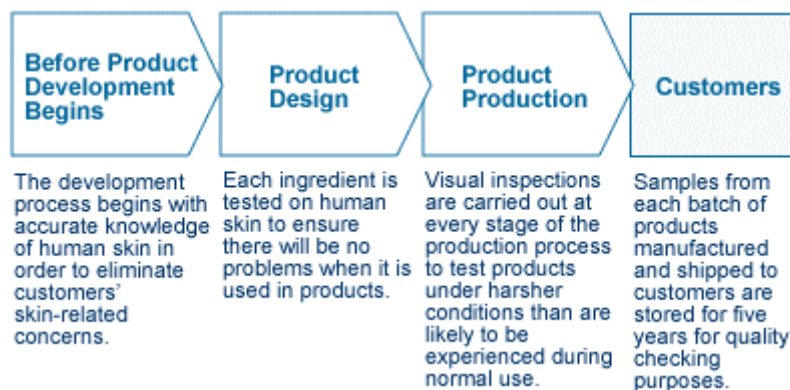 Before Product
Development
Begins
Product
Design
Product
Production
Customers
The development
process begins with
accurate knowledge
of human skin in
order to eliminate
customers'
skin-related
concerns.
Each ingredient is
tested on human
skin to ensure
there will be no
problems when it is
used in products.
Visual inspections
are carried out at
every stage of the
production process
to test products
under harsher
conditions than are
likely to be
experienced during
normal use.
Samples from
each batch of
products
manufactured
and shipped to
customers are
stored for five
years for quality
checking
purposes.